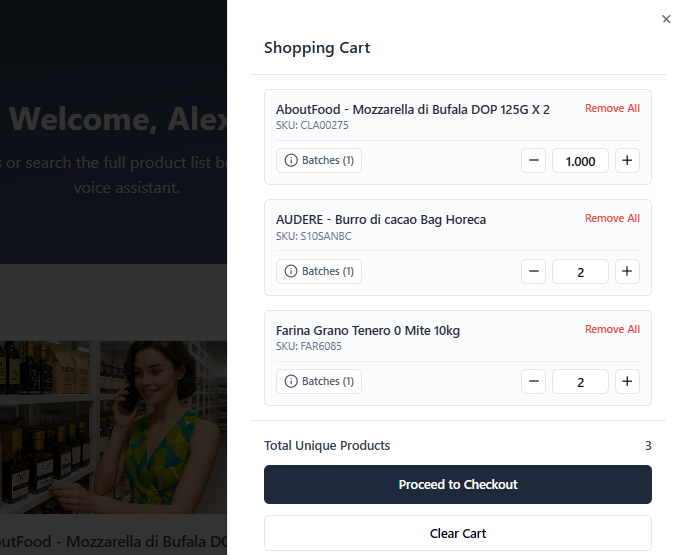 ×
Shopping Cart
AboutFood - Mozzarella di Bufala DOP 125G X 2
Remove All
SKU: CLA00275
Batches (1)
− 1.000 +
AUDERE - Burro di cacao Bag Horeca
Remove All
SKU: S10SANBC
Batches (1)
− 2 +
Farina Grano Tenero 0 Mite 10kg
Remove All
SKU: FAR6085
Batches (1)
− 2 +
Total Unique Products 3
Proceed to Checkout
Clear Cart
Welcome, Alex
or search the full product list
voice assistant.
- Mozzarella di Bufala